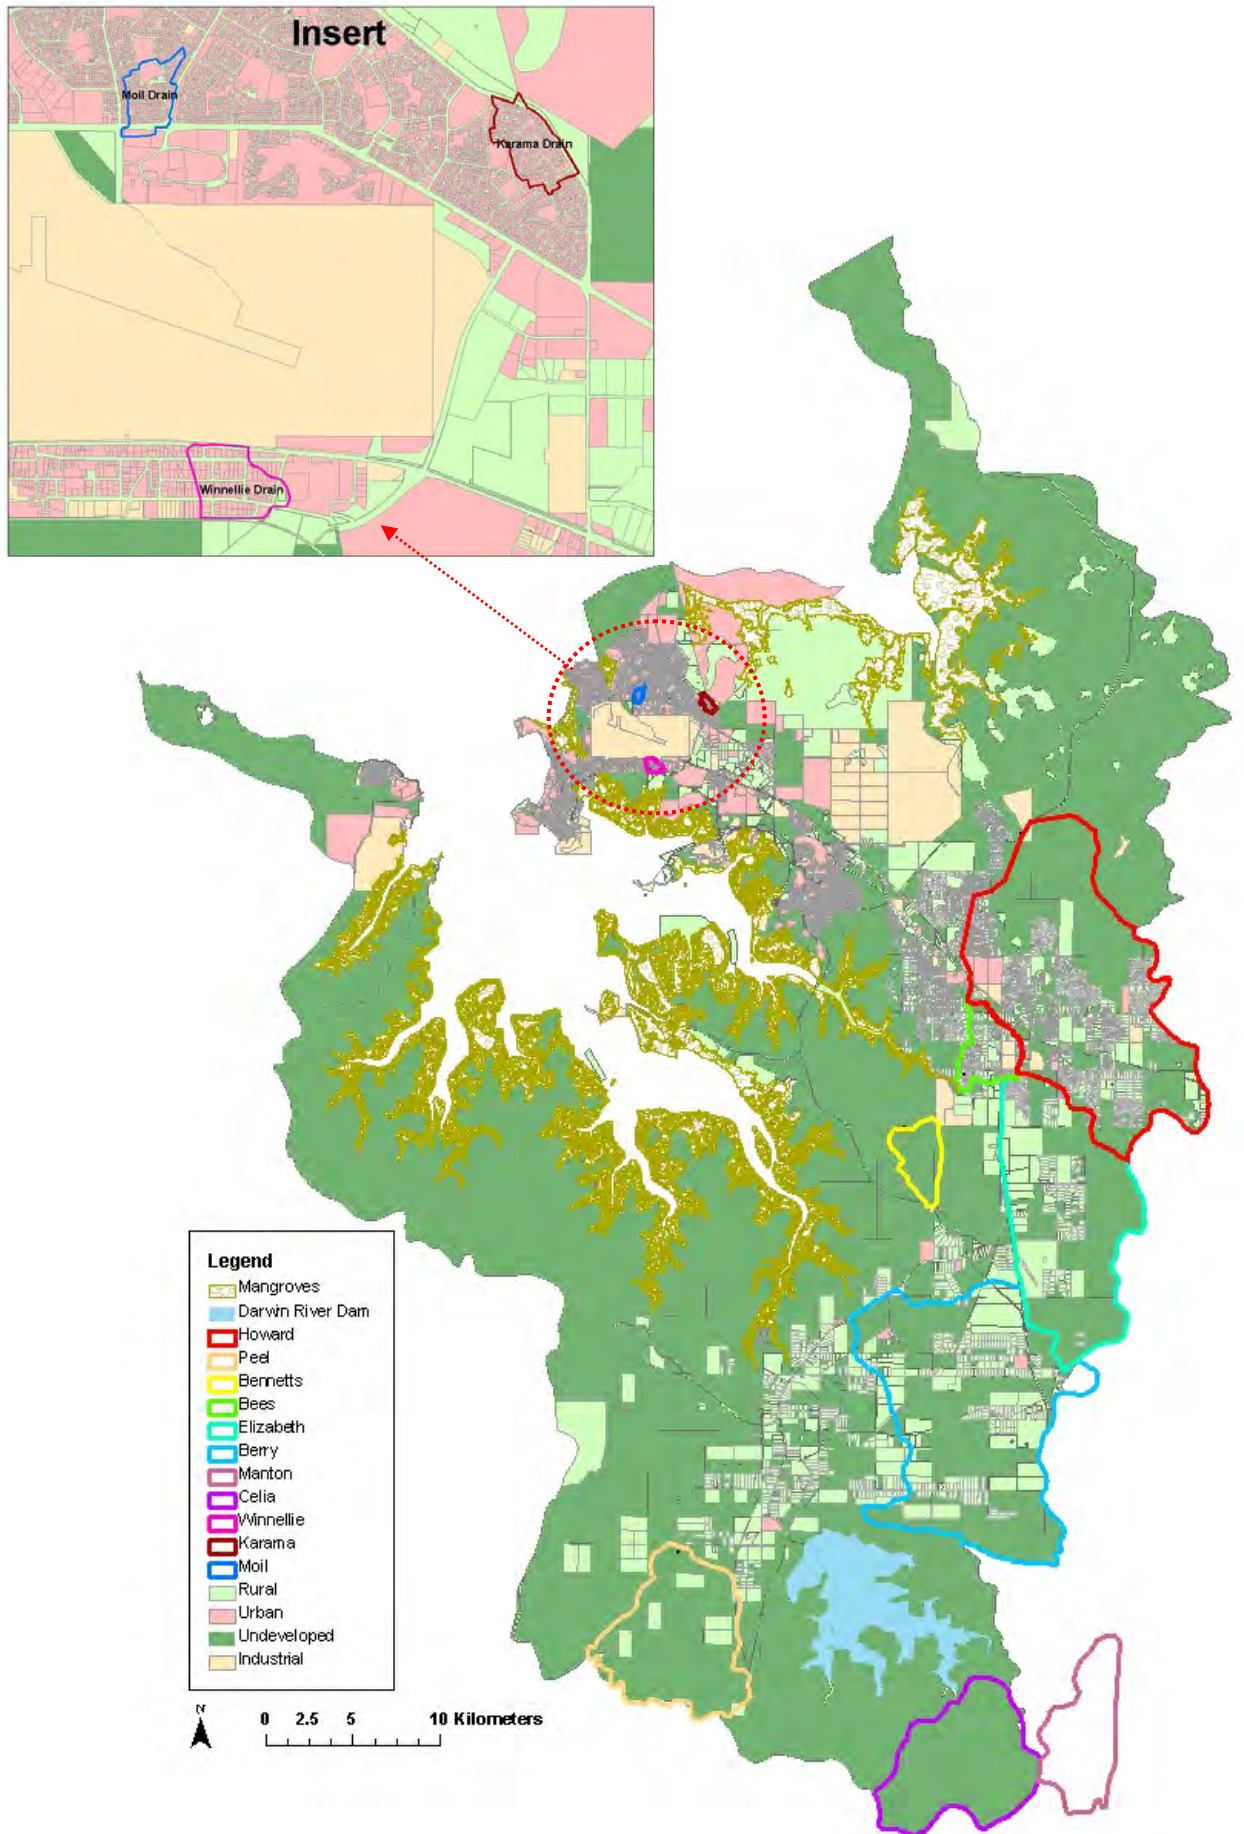 Insert
Moil Drain
Karama Drain
Winnellie Drain
Legend
Mangroves
Darwin River Dam
Howard
Peel
Bennetts
Bees
Elizabeth
Berry
Manton
Celia
Winnellie
Karama
Moil
Rural
Urban
Undeveloped
Industrial
N
0 2.5 5 10 Kilometers